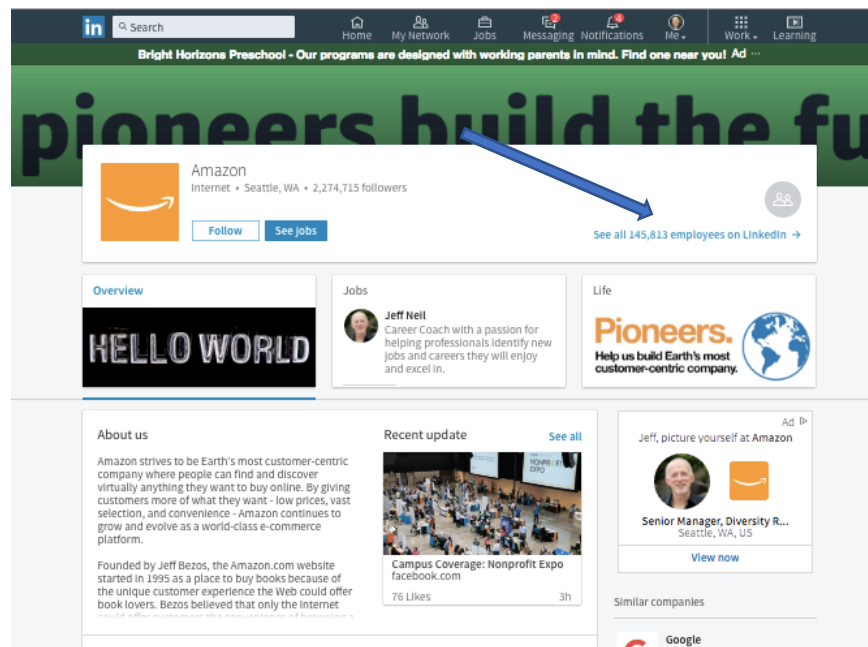 in
Search
Home
My Network
Jobs
2
Messaging
4
Notifications
Me
Work
Learning
Bright Horizons Preschool - Our programs are designed with working parents in mind. Find one near you! Ad ...
pioneers build the fu
Amazon
Internet • Seattle, WA • 2,274,715 followers
Follow
See jobs
See all 145,813 employees on LinkedIn →
Overview
HELLO WORLD
Jobs
Jeff Neil
Career Coach with a passion for
helping professionals identify new
jobs and careers they will enjoy
and excel in.
Life
Pioneers.
Help us build Earth's most
customer-centric company.
About us
Amazon strives to be Earth's most customer-centric
company where people can find and discover
virtually anything they want to buy online. By giving
customers more of what they want - low prices, vast
selection, and convenience - Amazon continues to
grow and evolve as a world-class e-commerce
platform.
Founded by Jeff Bezos, the Amazon.com website
started in 1995 as a place to buy books because of
the unique customer experience the Web could offer
book lovers. Bezos believed that only the Internet
could offer customers the convenience of browsing a
Recent update
See all
NONPROFIT
EXPO
Campus Coverage: Nonprofit Expo
facebook.com
76 Likes
3h
Ad
Jeff, picture yourself at Amazon
Senior Manager, Diversity R...
Seattle, WA, US
View now
Similar companies
Google